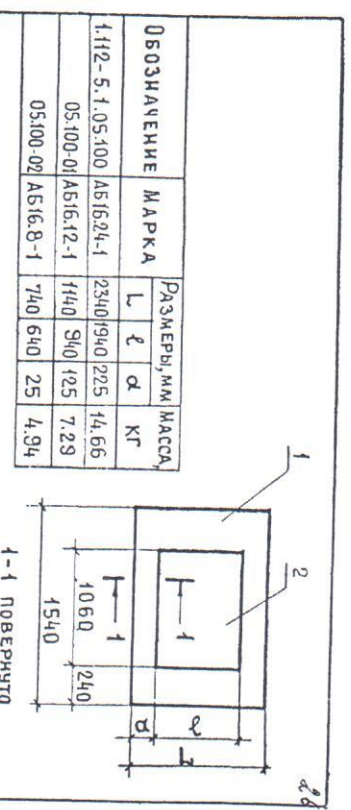 ОБОЗНАЧЕНИЕ МАРКА РАЗМЕРЫ, ММ МАССА, КГ
L ℓ d
1.112-5.1.05.100 АБ16.24-1 2340 1940 225 14.66
05.100-01 АБ16.12-1 1140 940 125 7.29
05.100-02 АБ16.8-1 740 640 25 4.94
1
2
1
1
1060 240
1540
d ℓ L
1-1 ПОВЕРНУТО